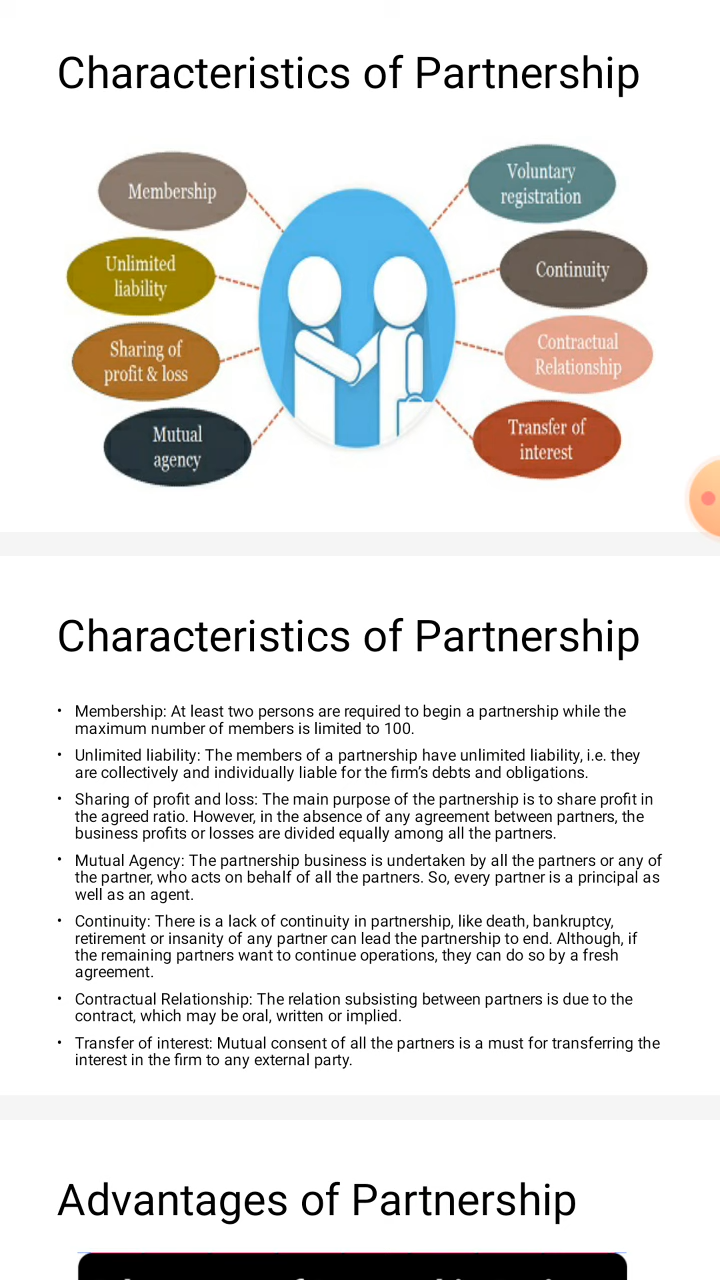 Characteristics of Partnership
Membership
Unlimited
liability
Sharing of
profit & loss
Mutual
agency
Voluntary
registration
Continuity
Contractual
Relationship
Transfer of
interest
Characteristics of Partnership
• Membership: At least two persons are required to begin a partnership while the
maximum number of members is limited to 100.
• Unlimited liability: The members of a partnership have unlimited liability, i.e. they
are collectively and individually liable for the firm's debts and obligations.
• Sharing of profit and loss: The main purpose of the partnership is to share profit in
the agreed ratio. However, in the absence of any agreement between partners, the
business profits or losses are divided equally among all the partners.
• Mutual Agency: The partnership business is undertaken by all the partners or any of
the partner, who acts on behalf of all the partners. So, every partner is a principal as
well as an agent.
• Continuity: There is a lack of continuity in partnership, like death, bankruptcy,
retirement or insanity of any partner can lead the partnership to end. Although, if
the remaining partners want to continue operations, they can do so by a fresh
agreement.
• Contractual Relationship: The relation subsisting between partners is due to the
contract, which may be oral, written or implied.
• Transfer of interest: Mutual consent of all the partners is a must for transferring the
interest in the firm to any external party.
Advantages of Partnership